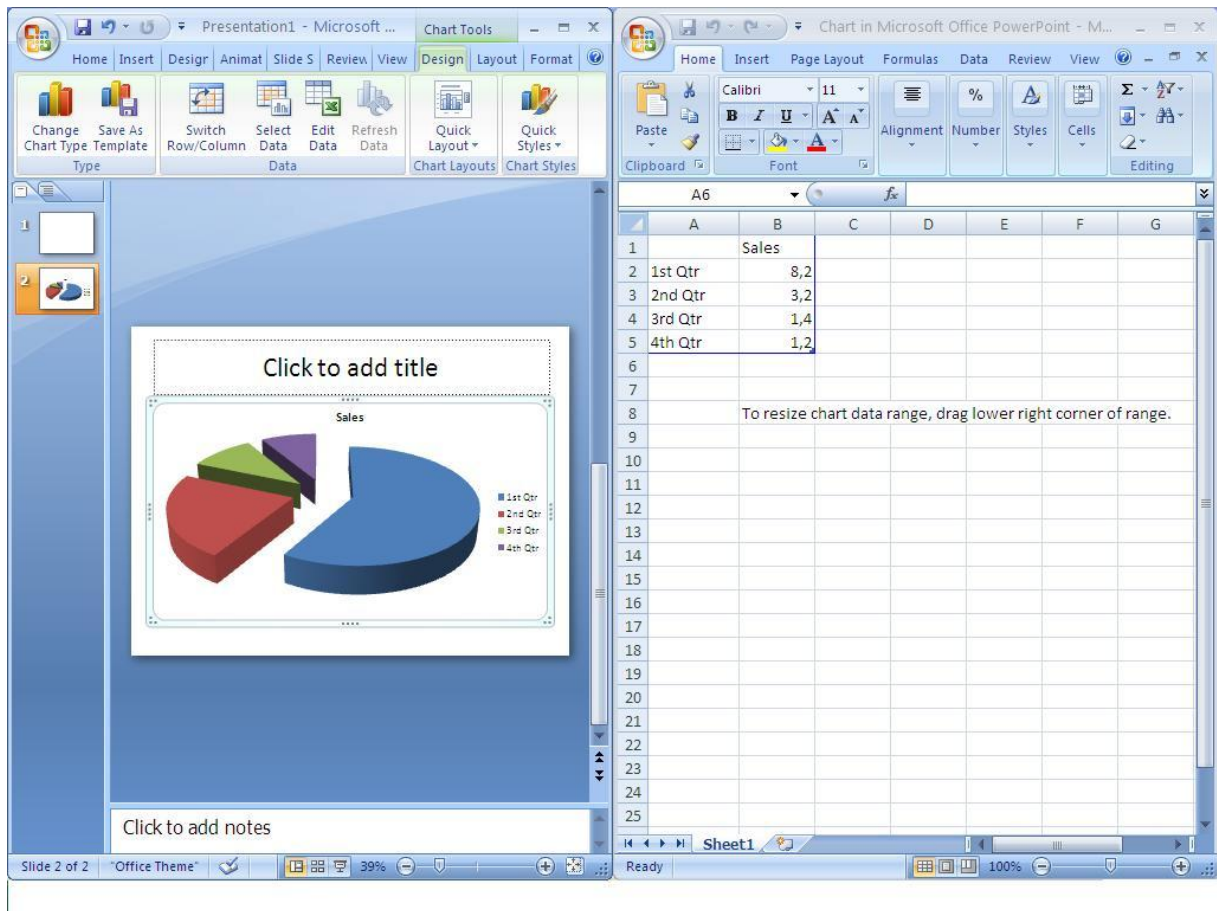 Presentation1 - Microsoft ...
Chart Tools
Home Insert Design Animat Slide S Review View Design Layout Format
Change Chart Type
Save As Template
Switch Row/Column
Select Data
Edit Data
Refresh Data
Quick Layout
Quick Styles
Type
Data
Chart Layouts
Chart Styles
1
2
Click to add title
Sales
1st Qtr
2nd Qtr
3rd Qtr
4th Qtr
Click to add notes
Slide 2 of 2 "Office Theme" 39%
Chart in Microsoft Office PowerPoint - M...
Home Insert Page Layout Formulas Data Review View
Paste
Calibri 11
B I U A A
A
Alignment
Number
Styles
Cells
Σ
%
A
Clipboard
Font
Editing
A6 fx
A B C D E F G
1 Sales
2 1st Qtr 8,2
3 2nd Qtr 3,2
4 3rd Qtr 1,4
5 4th Qtr 1,2
6
7
8 To resize chart data range, drag lower right corner of range.
9
10
11
12
13
14
15
16
17
18
19
20
21
22
23
24
25
Sheet1
Ready 100%